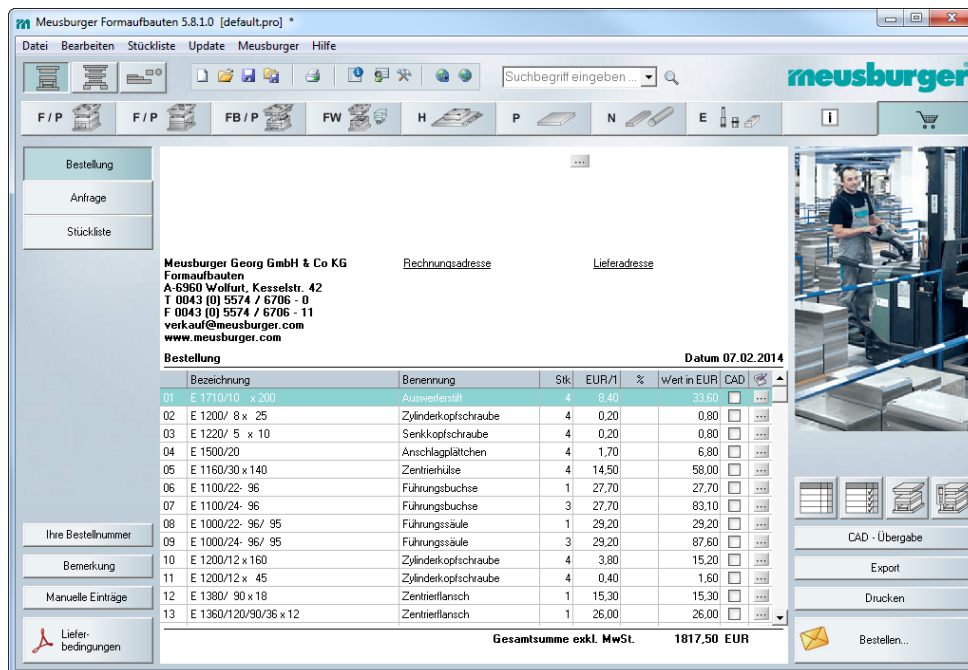 Meusburger Formaufbauten 5.8.1.0 [default.pro] *
Datei Bearbeiten Stückliste Update Meusburger Hilfe
Suchbegriff eingeben ...
meusburger
F / P F / P FB / P FW H P N E i
Bestellung
Anfrage
Stückliste
Meusburger Georg GmbH & Co KG
Formaufbauten
A-6960 Wolfurt, Kesselstr. 42
T 0043 (0) 5574 / 6706 - 0
F 0043 (0) 5574 / 6706 - 11
verkauf@meusburger.com
www.meusburger.com
Rechnungsadresse Lieferadresse
Bestellung Datum 07.02.2014
Bezeichnung Benennung Stk EUR/1 % Wert in EUR CAD
01 E 1710/10 x 200 Auswerferstift 4 8,40 33,60 ...
02 E 1200/ 8 x 25 Zylinderkopfschraube 4 0,20 0,80 ...
03 E 1220/ 5 x 10 Senkkopfschraube 4 0,20 0,80 ...
04 E 1500/20 Anschlagplättchen 4 1,70 6,80 ...
05 E 1160/30 x 140 Zentrierhülse 4 14,50 58,00 ...
06 E 1100/22- 96 Führungsbuchse 1 27,70 27,70 ...
07 E 1100/24- 96 Führungsbuchse 3 27,70 83,10 ...
08 E 1000/22- 96/ 95 Führungssäule 1 29,20 29,20 ...
09 E 1000/24- 96/ 95 Führungssäule 3 29,20 87,60 ...
10 E 1200/12 x 160 Zylinderkopfschraube 4 3,80 15,20 ...
11 E 1200/12 x 45 Zylinderkopfschraube 4 0,40 1,60 ...
12 E 1380/ 90 x 18 Zentrierflansch 1 15,30 15,30 ...
13 E 1360/120/90/36 x 12 Zentrierflansch 1 26,00 26,00 ...
Gesamtsumme exkl. MwSt. 1817,50 EUR
Ihre Bestellnummer
Bemerkung
Manuelle Einträge
Liefer-
bedingungen
CAD - Übergabe
Export
Drucken
Bestellen...